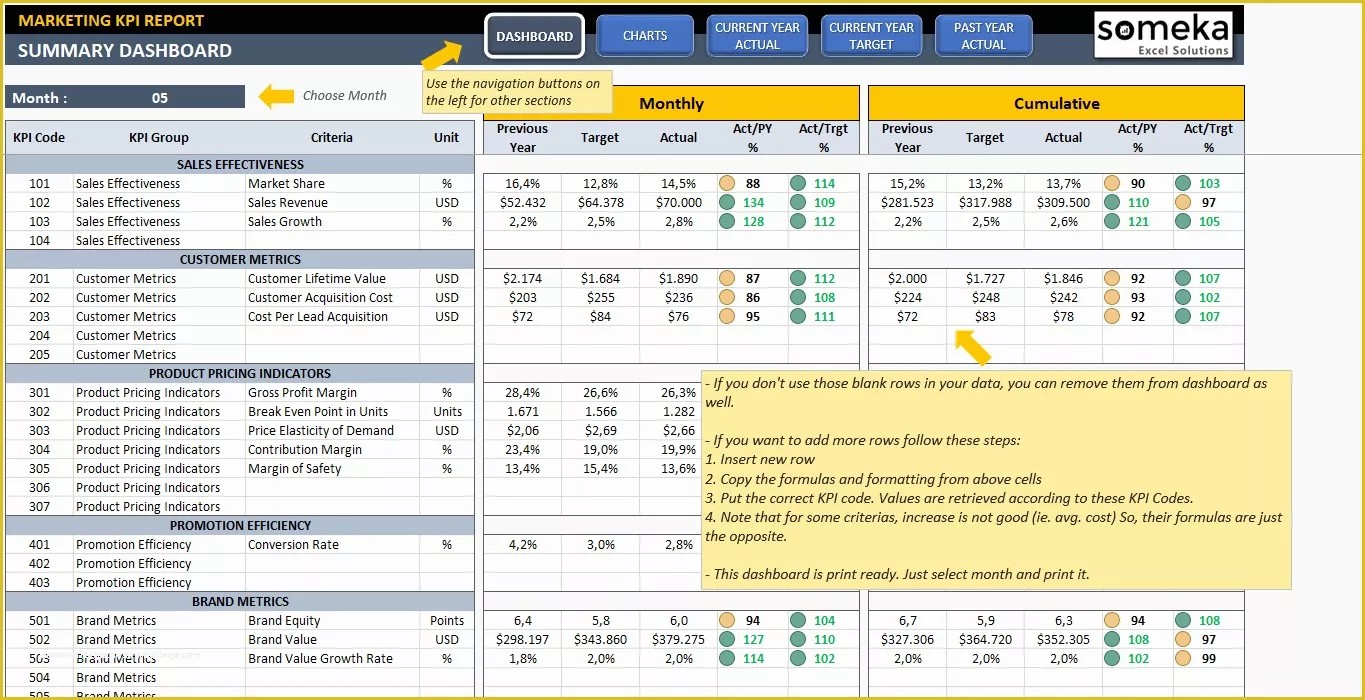 MARKETING KPI REPORT
SUMMARY DASHBOARD
DASHBOARD
CHARTS
CURRENT YEAR
ACTUAL
CURRENT YEAR
TARGET
PAST YEAR
ACTUAL
someka
Excel Solutions
Month : 05
Choose Month
Use the navigation buttons on
the left for other sections
Monthly
Cumulative
KPI Code KPI Group Criteria Unit Previous Year Target Actual Act/PY % Act/Trgt % Previous Year Target Actual Act/PY % Act/Trgt %
SALES EFFECTIVENESS
101 Sales Effectiveness Market Share % 16,4% 12,8% 14,5% 88 114 15,2% 13,2% 13,7% 90 103
102 Sales Effectiveness Sales Revenue USD $52.432 $64.378 $70.000 134 109 $281.523 $317.988 $309.500 110 97
103 Sales Effectiveness Sales Growth % 2,2% 2,5% 2,8% 128 112 2,2% 2,5% 2,6% 121 105
104 Sales Effectiveness
CUSTOMER METRICS
201 Customer Metrics Customer Lifetime Value USD $2.174 $1.684 $1.890 87 112 $2.000 $1.727 $1.846 92 107
202 Customer Metrics Customer Acquisition Cost USD $203 $255 $236 86 108 $224 $248 $242 93 102
203 Customer Metrics Cost Per Lead Acquisition USD $72 $84 $76 95 111 $72 $83 $78 92 107
204 Customer Metrics
205 Customer Metrics
PRODUCT PRICING INDICATORS
301 Product Pricing Indicators Gross Profit Margin % 28,4% 26,6% 26,3%
302 Product Pricing Indicators Break Even Point in Units Units 1.671 1.566 1.282
303 Product Pricing Indicators Price Elasticity of Demand USD $2,06 $2,69 $2,66
304 Product Pricing Indicators Contribution Margin % 23,4% 19,0% 19,9%
305 Product Pricing Indicators Margin of Safety % 13,4% 15,4% 13,6%
306 Product Pricing Indicators
307 Product Pricing Indicators
- If you don't use those blank rows in your data, you can remove them from dashboard as
well.
- If you want to add more rows follow these steps:
1. Insert new row
2. Copy the formulas and formatting from above cells
3. Put the correct KPI code. Values are retrieved according to these KPI Codes.
4. Note that for some criterias, increase is not good (ie. avg. cost) So, their formulas are just
the opposite.
- This dashboard is print ready. Just select month and print it.
PROMOTION EFFICIENCY
401 Promotion Efficiency Conversion Rate % 4,2% 3,0% 2,8%
402 Promotion Efficiency
403 Promotion Efficiency
BRAND METRICS
501 Brand Metrics Brand Equity Points 6,4 5,8 6,0 94 104 6,7 5,9 6,3 94 108
502 Brand Metrics Brand Value USD $298.197 $343.860 $379.275 127 110 $327.306 $364.720 $352.305 108 97
503 Brand Metrics Brand Value Growth Rate % 1,8% 2,0% 2,0% 114 102 2,0% 2,0% 2,0% 102 99
504 Brand Metrics
505 Brand Metrics